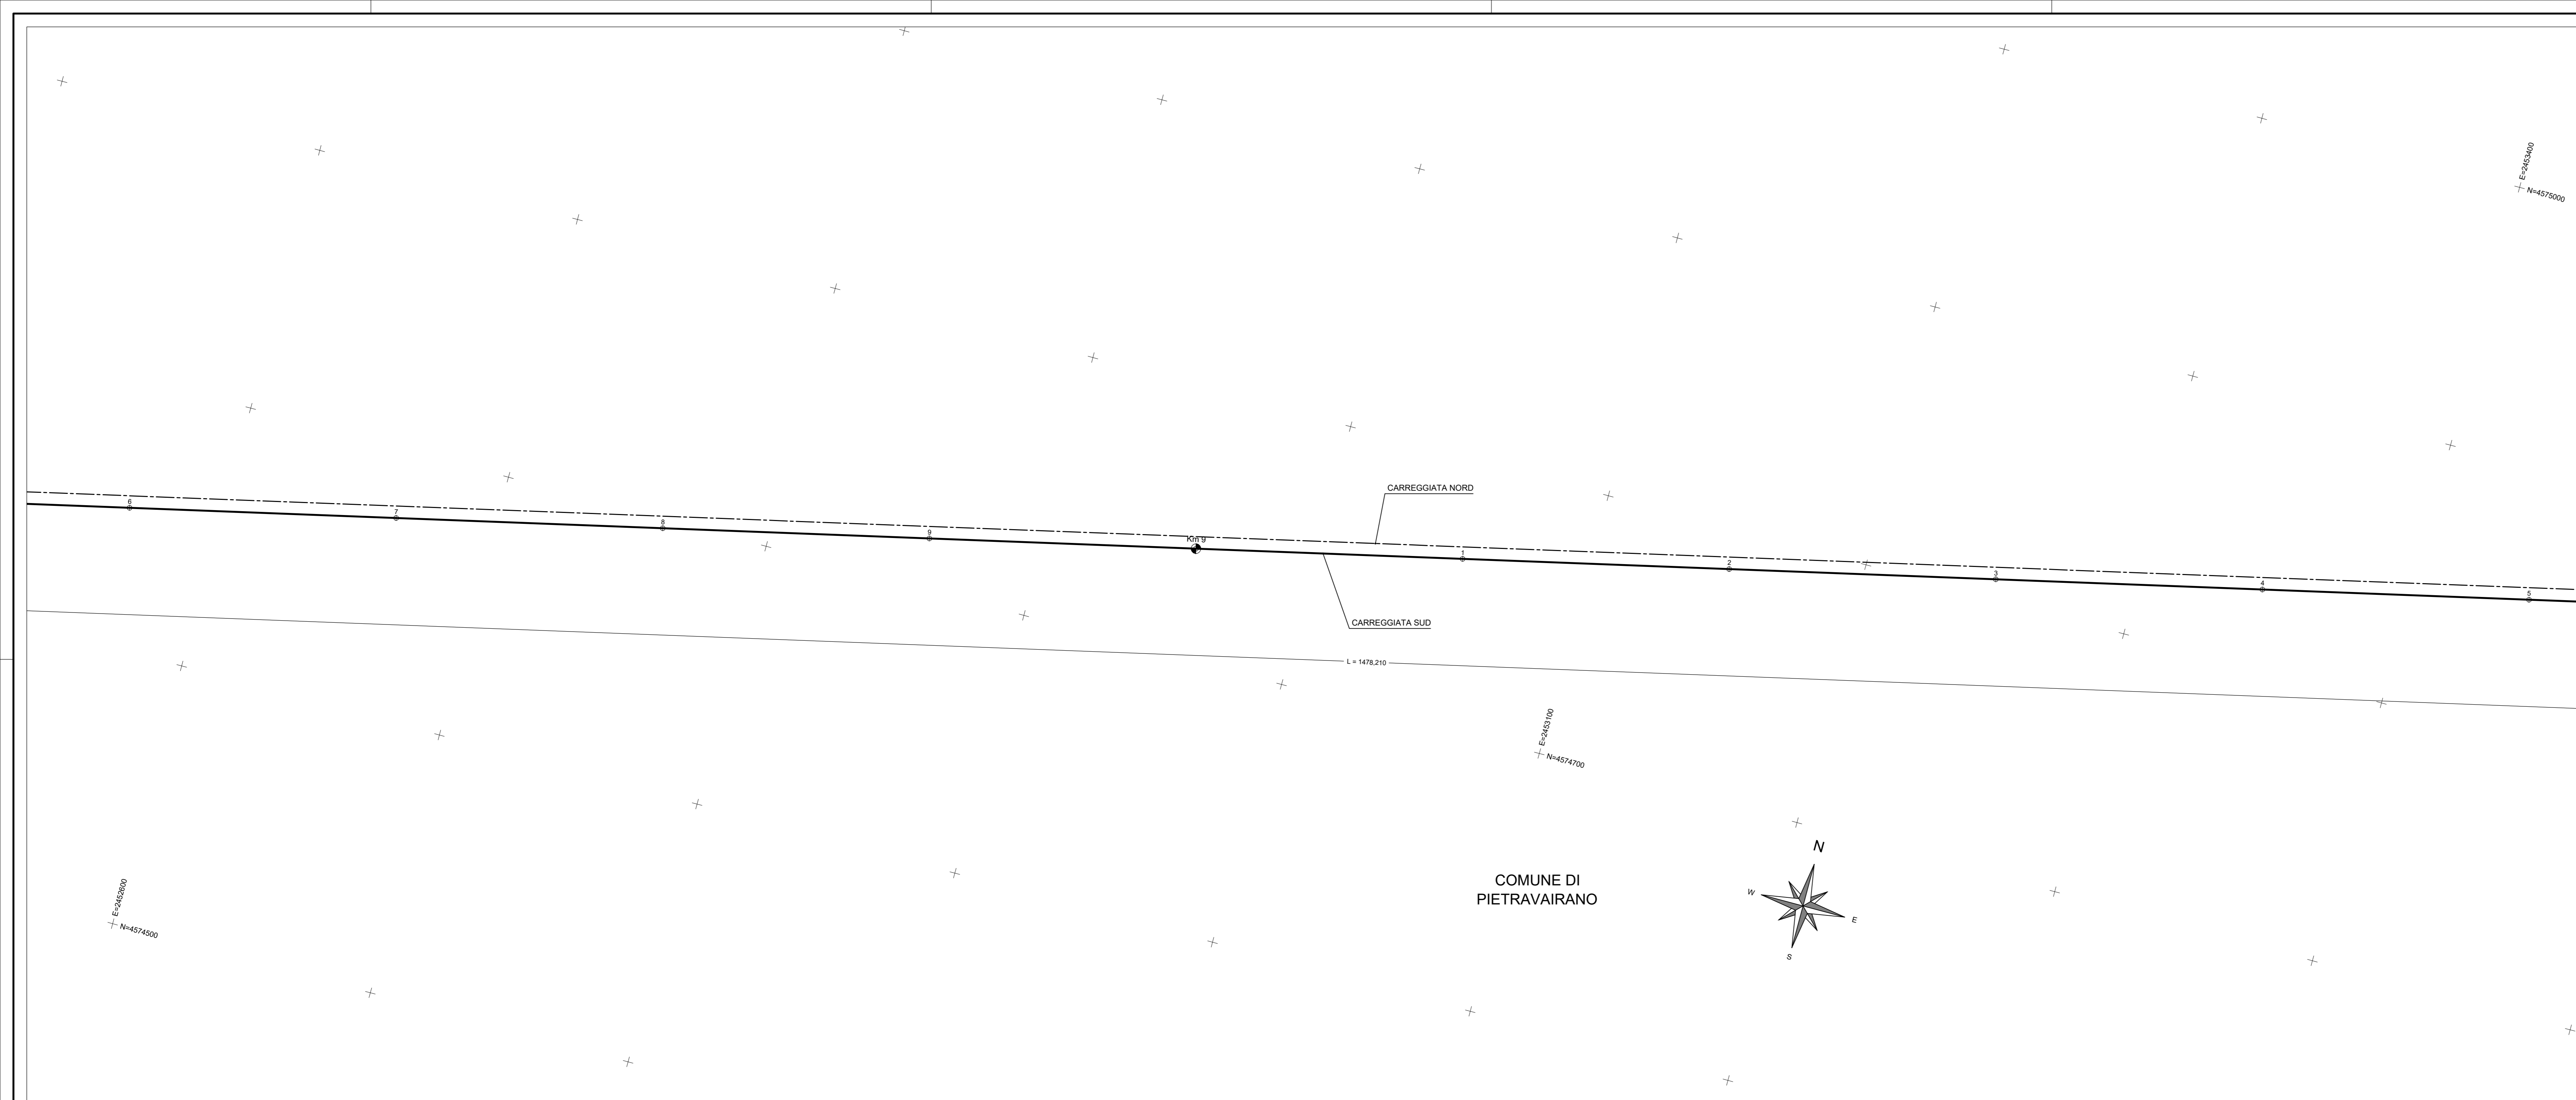 E=2453400
N=4575000
CARREGGIATA NORD
6
7
8
9
Km 9
1
2
3
4
5
CARREGGIATA SUD
L = 1478,210
E=2453100
N=4574700
N
W
E
S
COMUNE DI
PIETRAVAIRANO
E=2452600
N=4574500